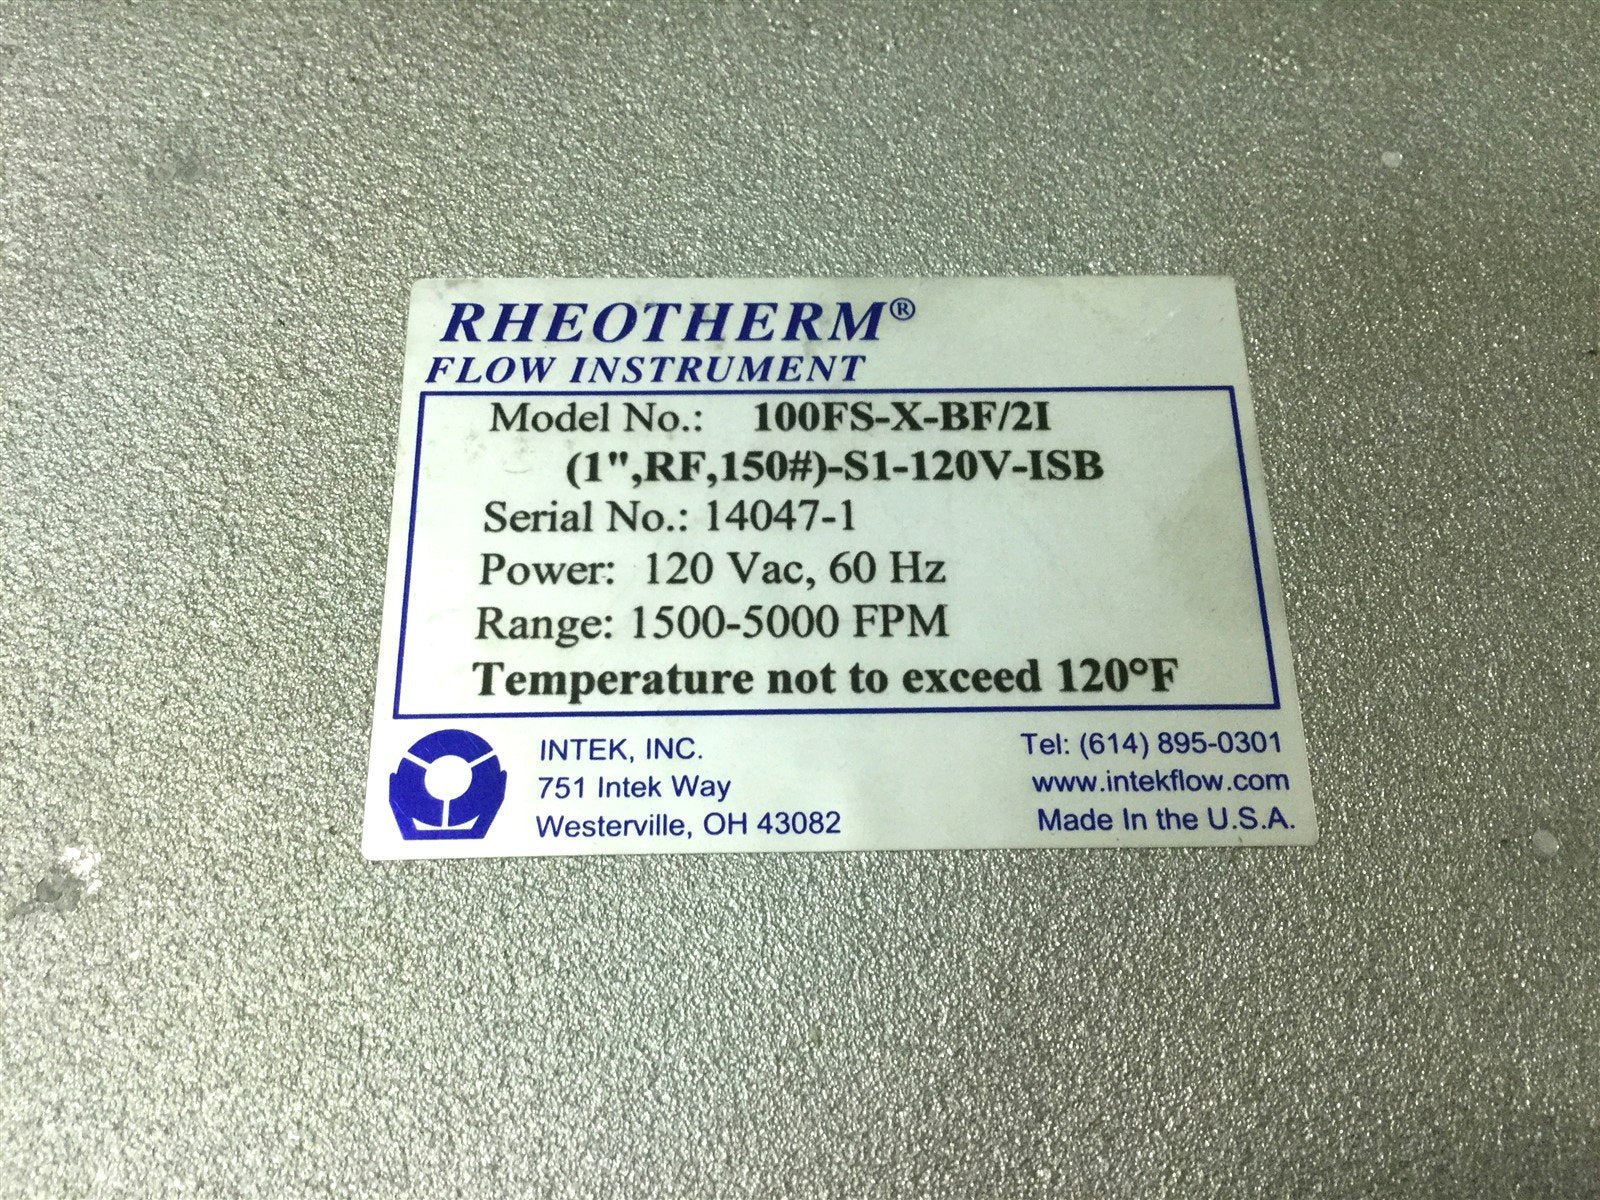 RHEOTHERM®
FLOW INSTRUMENT
Model No.: 100FS-X-BF/2I
(1",RF,150#)-S1-120V-ISB
Serial No.: 14047-1
Power: 120 Vac, 60 Hz
Range: 1500-5000 FPM
Temperature not to exceed 120°F
INTEK, INC.
751 Intek Way
Westerville, OH 43082
Tel: (614) 895-0301
www.intekflow.com
Made In the U.S.A.